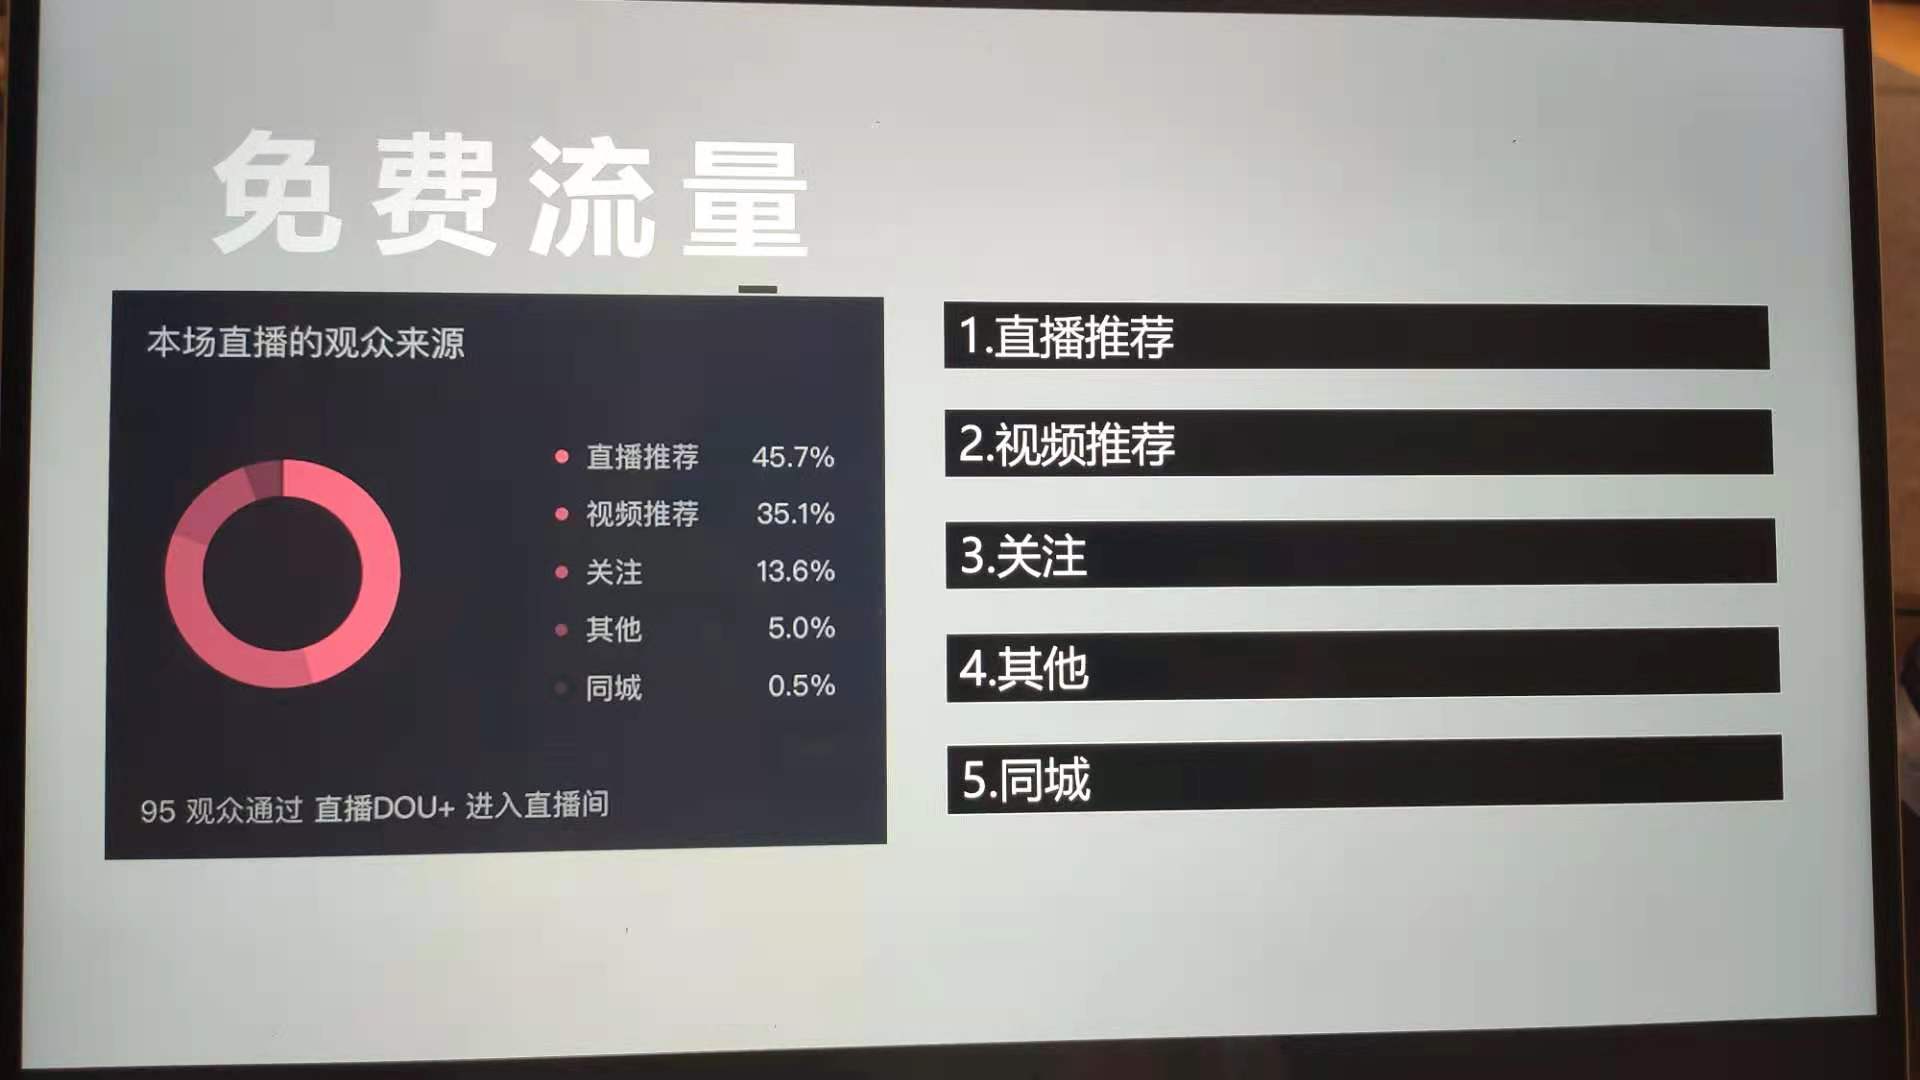 免费流量
本场直播的观众来源
直播推荐 45.7%
视频推荐 35.1%
关注 13.6%
其他 5.0%
同城 0.5%
95 观众通过 直播DOU+ 进入直播间
1.直播推荐
2.视频推荐
3.关注
4.其他
5.同城